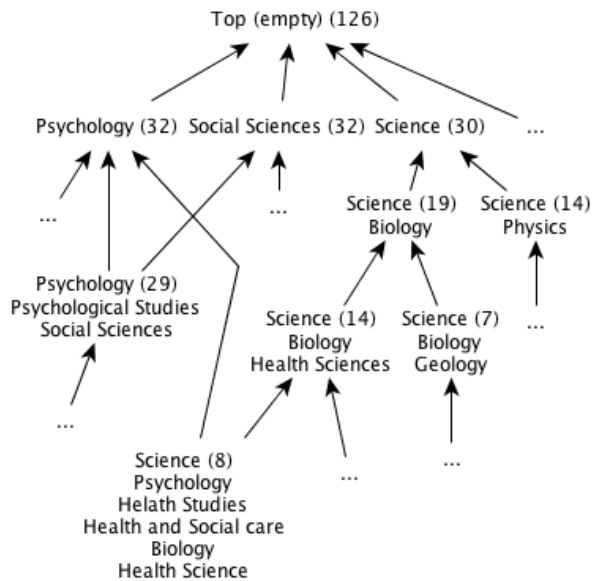 Top (empty) (126)
Psychology (32) Social Sciences (32) Science (30) ...
... ... Science (19) Science (14)
Biology Physics
Psychology (29)
Psychological Studies
Social Sciences
Science (14) Science (7) ...
Biology Biology
Health Sciences Geology
...
Science (8) ... ...
Psychology
Helath Studies
Health and Social care
Biology
Health Science